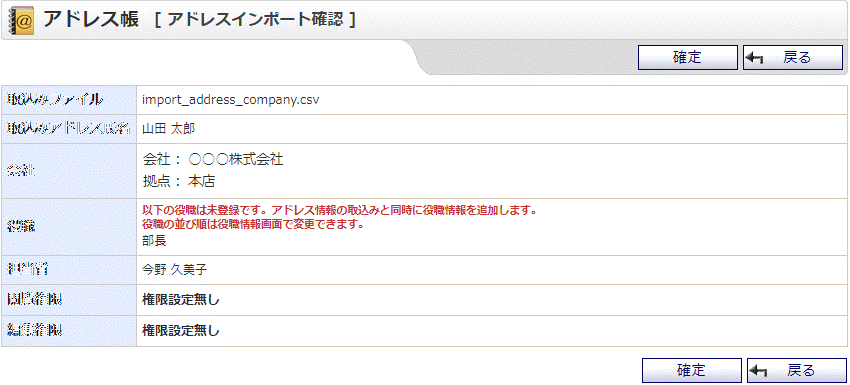 アドレス帳 [ アドレスインポート確認 ]
確定 戻る
取込みファイル import_address_company.csv
取込みアドレス氏名 山田 太郎
会社
会社： ○○○株式会社
拠点： 本店
役職
以下の役職は未登録です。アドレス情報の取込みと同時に役職情報を追加します。
役職の並び順は役職情報画面で変更できます。
部長
担当者 今野 久美子
閲覧権限 権限設定無し
編集権限 権限設定無し
確定 戻る